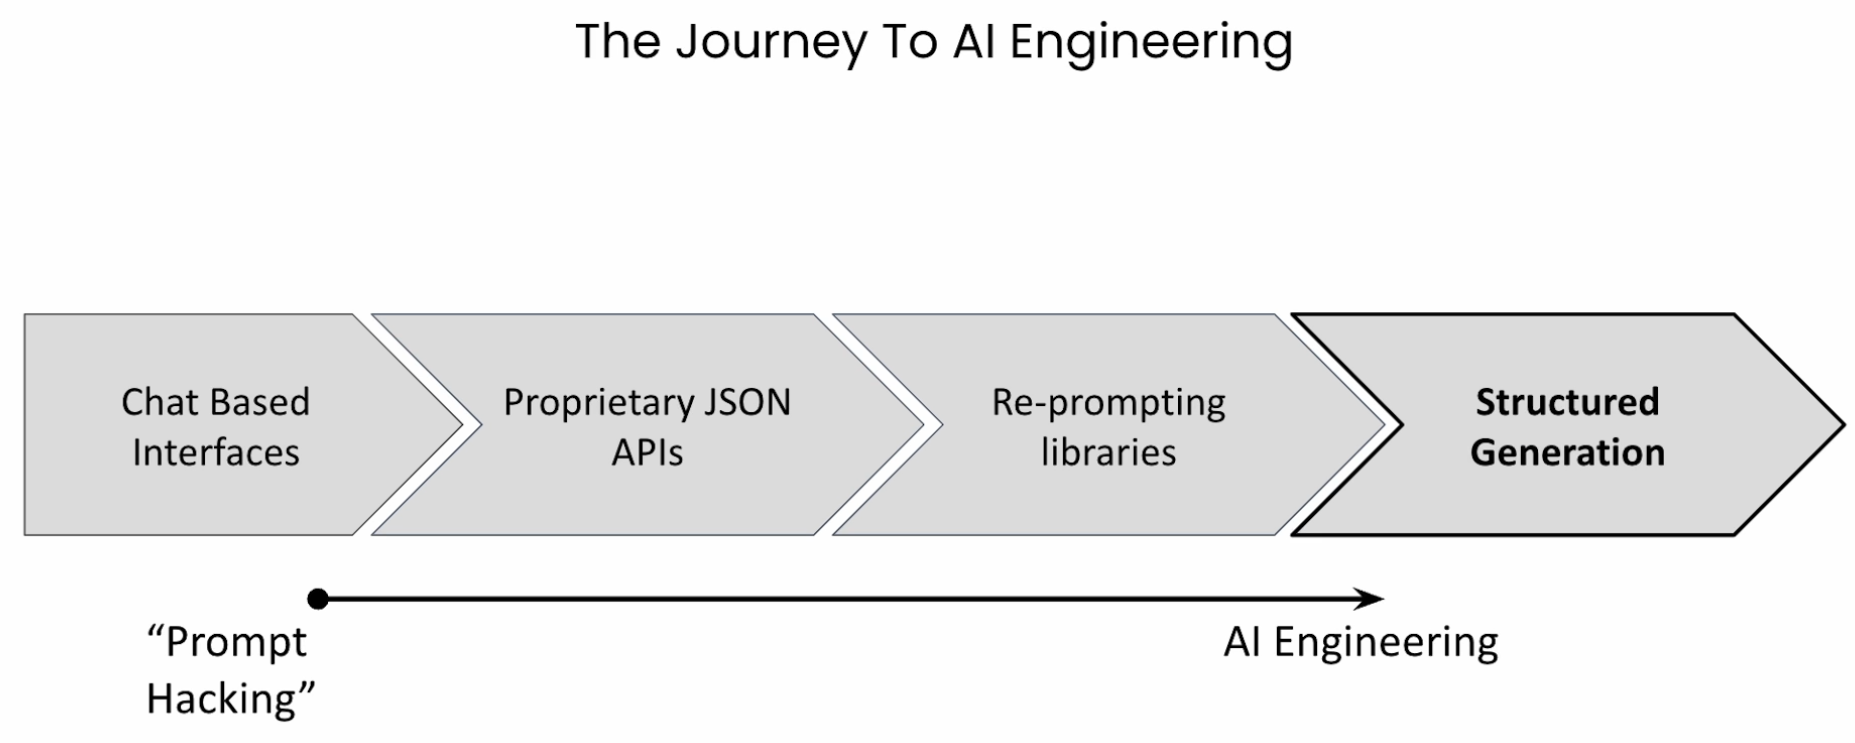 The Journey To AI Engineering
Chat Based
Interfaces
Proprietary JSON
APIs
Re-prompting
libraries
Structured
Generation
“Prompt
Hacking”
AI Engineering